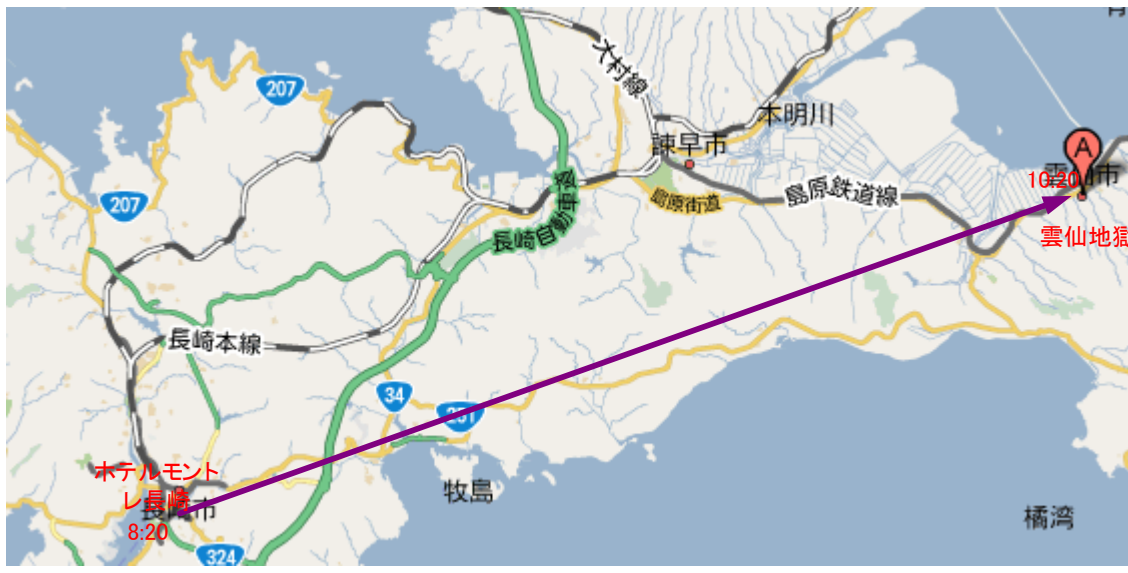 大村線
207
本明川
諫早市
A
雲仙市
10:20
207
島原街道
島原鉄道線
長崎自動車道
雲仙地獄
長崎本線
34
251
ホテルモント
レ長崎
長崎市
8:20
牧島
橘湾
324